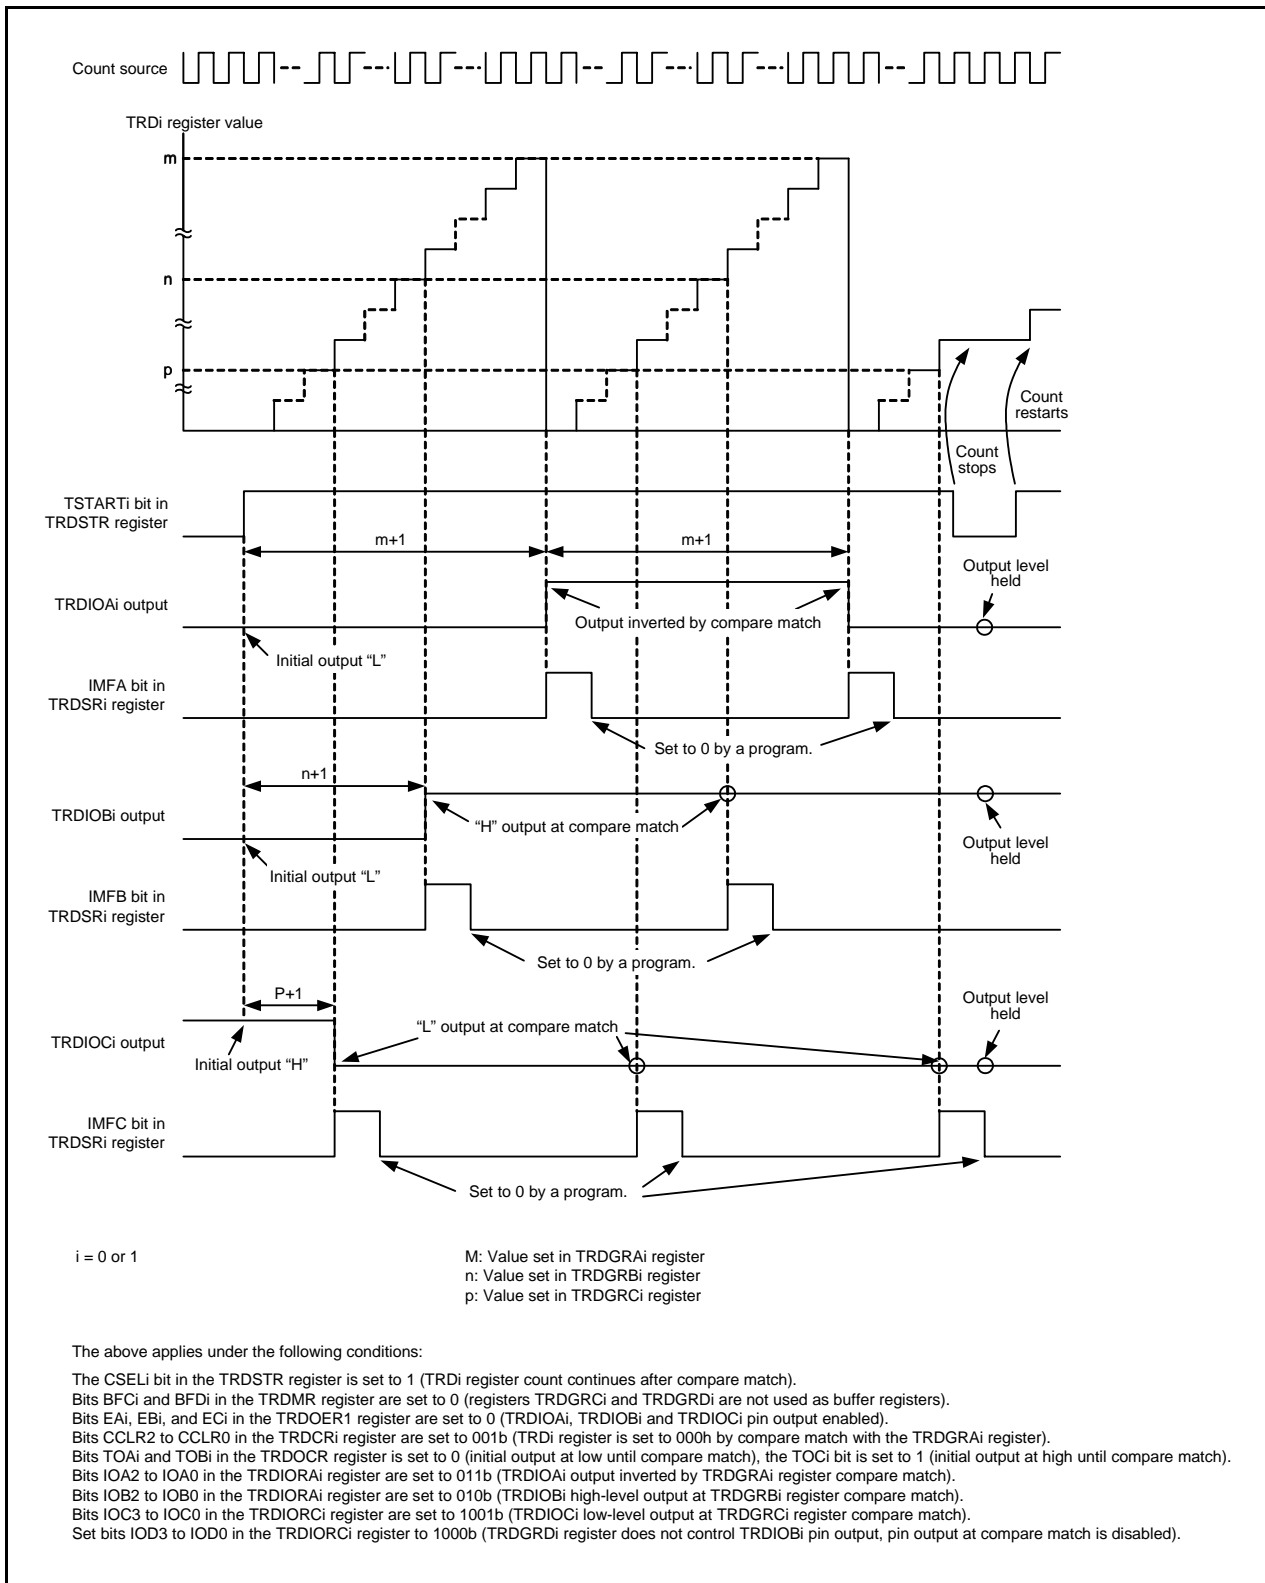 Count source
TRDi register value
m
n
p
Count
restarts
Count
stops
TSTARTi bit in
TRDSTR register
m+1
m+1
Output level
held
TRDIOAi output
Output inverted by compare match
Initial output “L”
IMFA bit in
TRDSRi register
Set to 0 by a program.
n+1
TRDIOBi output
“H” output at compare match
Output level
held
Initial output “L”
IMFB bit in
TRDSRi register
Set to 0 by a program.
P+1
Output level
held
“L” output at compare match
TRDIOCi output
Initial output “H”
IMFC bit in
TRDSRi register
Set to 0 by a program.
i = 0 or 1
M: Value set in TRDGRAi register
n: Value set in TRDGRBi register
p: Value set in TRDGRCi register
The above applies under the following conditions:
The CSELi bit in the TRDSTR register is set to 1 (TRDi register count continues after compare match).
Bits BFCi and BFDi in the TRDMR register are set to 0 (registers TRDGRCi and TRDGRDi are not used as buffer registers).
Bits EAi, EBi, and ECi in the TRDOER1 register are set to 0 (TRDIOAi, TRDIOBi and TRDIOCi pin output enabled).
Bits CCLR2 to CCLR0 in the TRDCRi register are set to 001b (TRDi register is set to 000h by compare match with the TRDGRAi register).
Bits TOAi and TOBi in the TRDOCR register is set to 0 (initial output at low until compare match), the TOCi bit is set to 1 (initial output at high until compare match).
Bits IOA2 to IOA0 in the TRDIORAi register are set to 011b (TRDIOAi output inverted by TRDGRAi register compare match).
Bits IOB2 to IOB0 in the TRDIORAi register are set to 010b (TRDIOBi high-level output at TRDGRBi register compare match).
Bits IOC3 to IOC0 in the TRDIORCi register are set to 1001b (TRDIOCi low-level output at TRDGRCi register compare match).
Set bits IOD3 to IOD0 in the TRDIORCi register to 1000b (TRDGRDi register does not control TRDIOBi pin output, pin output at compare match is disabled).